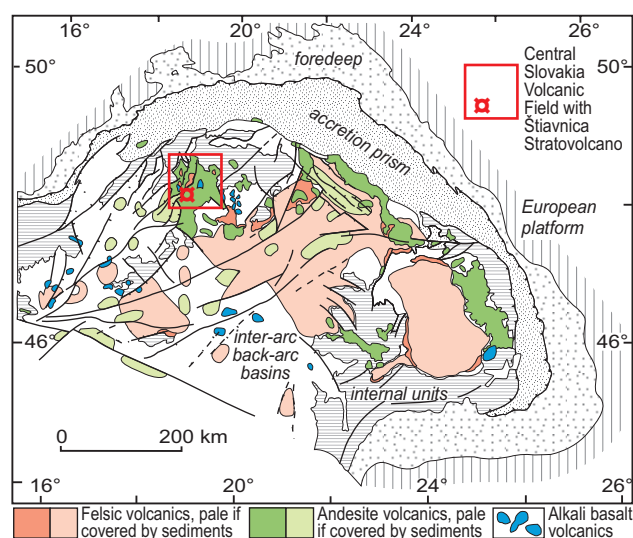 16°
20°
24°
50°
50°
foredeep
Central
Slovakia
Volcanic
Field with
Štiavnica
Stratovolcano
accretion prism
European
platform
46°
46°
inter-arc
back-arc
basins
internal units
0
200 km
16°
20°
24°
Felsic volcanics, pale if
covered by sediments
Andesite volcanics, pale
if covered by sediments
Alkali basalt
volcanics